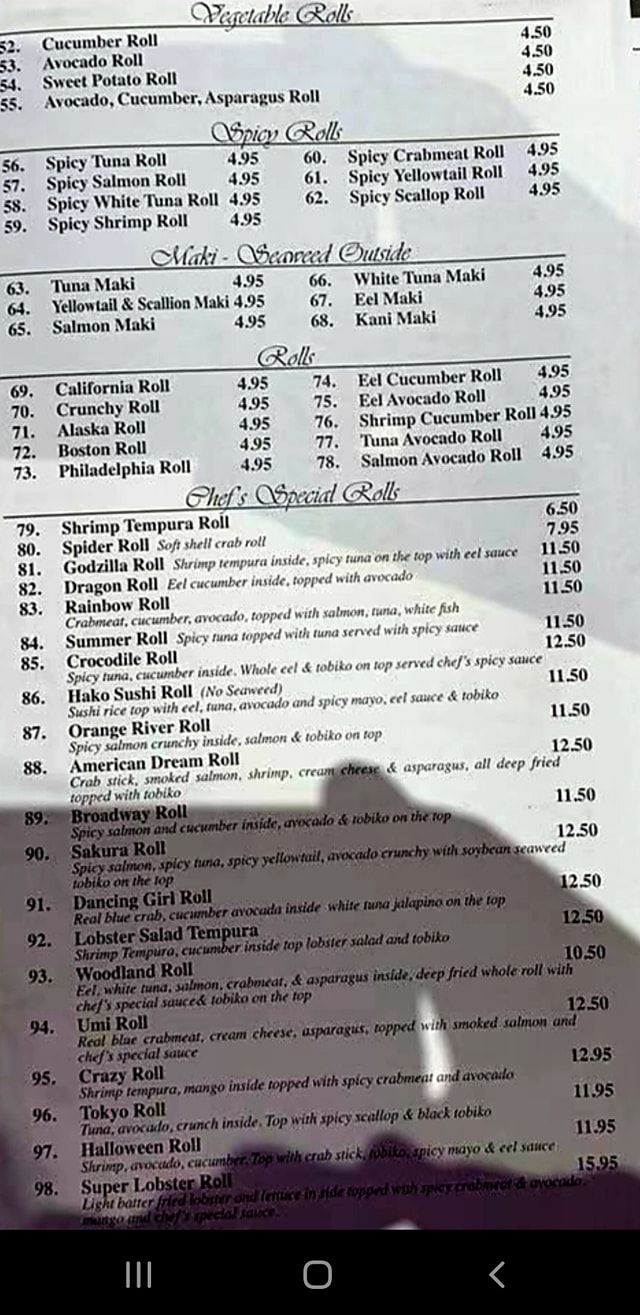 Vegetable Rolls
52. Cucumber Roll 4.50
53. Avocado Roll 4.50
54. Sweet Potato Roll 4.50
55. Avocado, Cucumber, Asparagus Roll 4.50
Spicy Rolls
56. Spicy Tuna Roll 4.95 60. Spicy Crabmeat Roll 4.95
57. Spicy Salmon Roll 4.95 61. Spicy Yellowtail Roll 4.95
58. Spicy White Tuna Roll 4.95 62. Spicy Scallop Roll 4.95
59. Spicy Shrimp Roll 4.95
Maki - Seaweed Outside
63. Tuna Maki 4.95 66. White Tuna Maki 4.95
64. Yellowtail & Scallion Maki 4.95 67. Eel Maki 4.95
65. Salmon Maki 4.95 68. Kani Maki 4.95
Rolls
69. California Roll 4.95 74. Eel Cucumber Roll 4.95
70. Crunchy Roll 4.95 75. Eel Avocado Roll 4.95
71. Alaska Roll 4.95 76. Shrimp Cucumber Roll 4.95
72. Boston Roll 4.95 77. Tuna Avocado Roll 4.95
73. Philadelphia Roll 4.95 78. Salmon Avocado Roll 4.95
Chef's Special Rolls
79. Shrimp Tempura Roll 6.50
80. Spider Roll Soft shell crab roll 7.95
81. Godzilla Roll Shrimp tempura inside, spicy tuna on the top with eel sauce 11.50
82. Dragon Roll Eel cucumber inside, topped with avocado 11.50
83. Rainbow Roll 11.50
Crabmeat, cucumber, avocado, topped with salmon, tuna, white fish
84. Summer Roll Spicy tuna topped with tuna served with spicy sauce 11.50
85. Crocodile Roll 12.50
Spicy tuna, cucumber inside. Whole eel & tobiko on top served chef's spicy sauce
86. Hako Sushi Roll (No Seaweed) 11.50
Sushi rice top with eel, tuna, avocado and spicy mayo, eel sauce & tobiko
87. Orange River Roll 11.50
Spicy salmon crunchy inside, salmon & tobiko on top
88. American Dream Roll 12.50
Crab stick, smoked salmon, shrimp, cream cheese & asparagus, all deep fried
topped with tobiko
89. Broadway Roll 11.50
Spicy salmon and cucumber inside, avocado & tobiko on the top
90. Sakura Roll 12.50
Spicy salmon, spicy tuna, spicy yellowtail, avocado crunchy with soybean seaweed
tobiko on the top
91. Dancing Girl Roll 12.50
Real blue crab, cucumber avocada inside white tuna jalapino on the top
92. Lobster Salad Tempura 12.50
Shrimp Tempura, cucumber inside top lobster salad and tobiko
93. Woodland Roll 10.50
Eel, white tuna, salmon, crabmeat, & asparagus inside, deep fried whole roll with
chef's special sauce& tobiko on the top
94. Umi Roll 12.50
Real blue crabmeat, cream cheese, asparagus, topped with smoked salmon and
chef's special sauce
95. Crazy Roll 12.95
Shrimp tempura, mango inside topped with spicy crabmeat and avocado
96. Tokyo Roll 11.95
Tuna, avocado, crunch inside. Top with spicy scallop & black tobiko
97. Halloween Roll 11.95
Shrimp, avocado, cucumber. Top with crab stick, tobiko, spicy mayo & eel sauce
98. Super Lobster Roll 15.95
Light batter fried lobster and lettuce in side topped with spicy crabmeat & avocado,
mango and chef's special sauce.